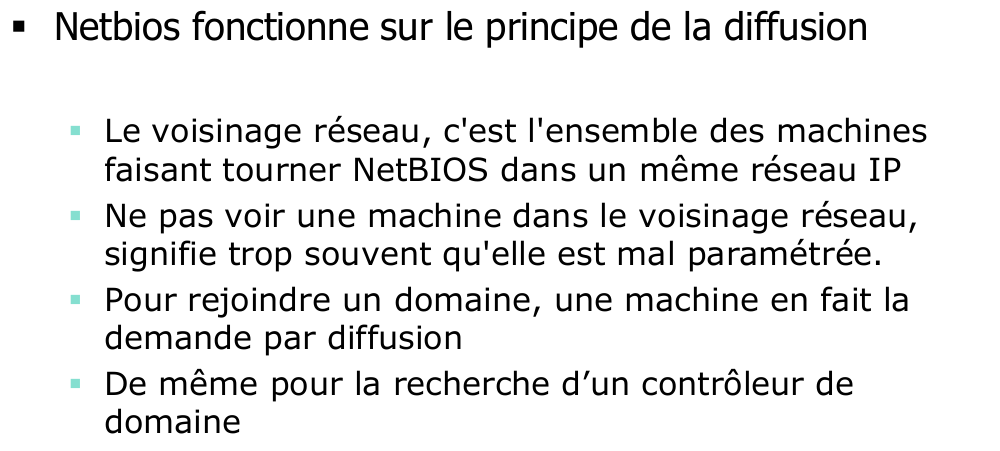 Netbios fonctionne sur le principe de la diffusion
Le voisinage réseau, c'est l'ensemble des machines
faisant tourner NetBIOS dans un même réseau IP
Ne pas voir une machine dans le voisinage réseau,
signifie trop souvent qu'elle est mal paramétrée.
Pour rejoindre un domaine, une machine en fait la
demande par diffusion
De même pour la recherche d’un contrôleur de
domaine